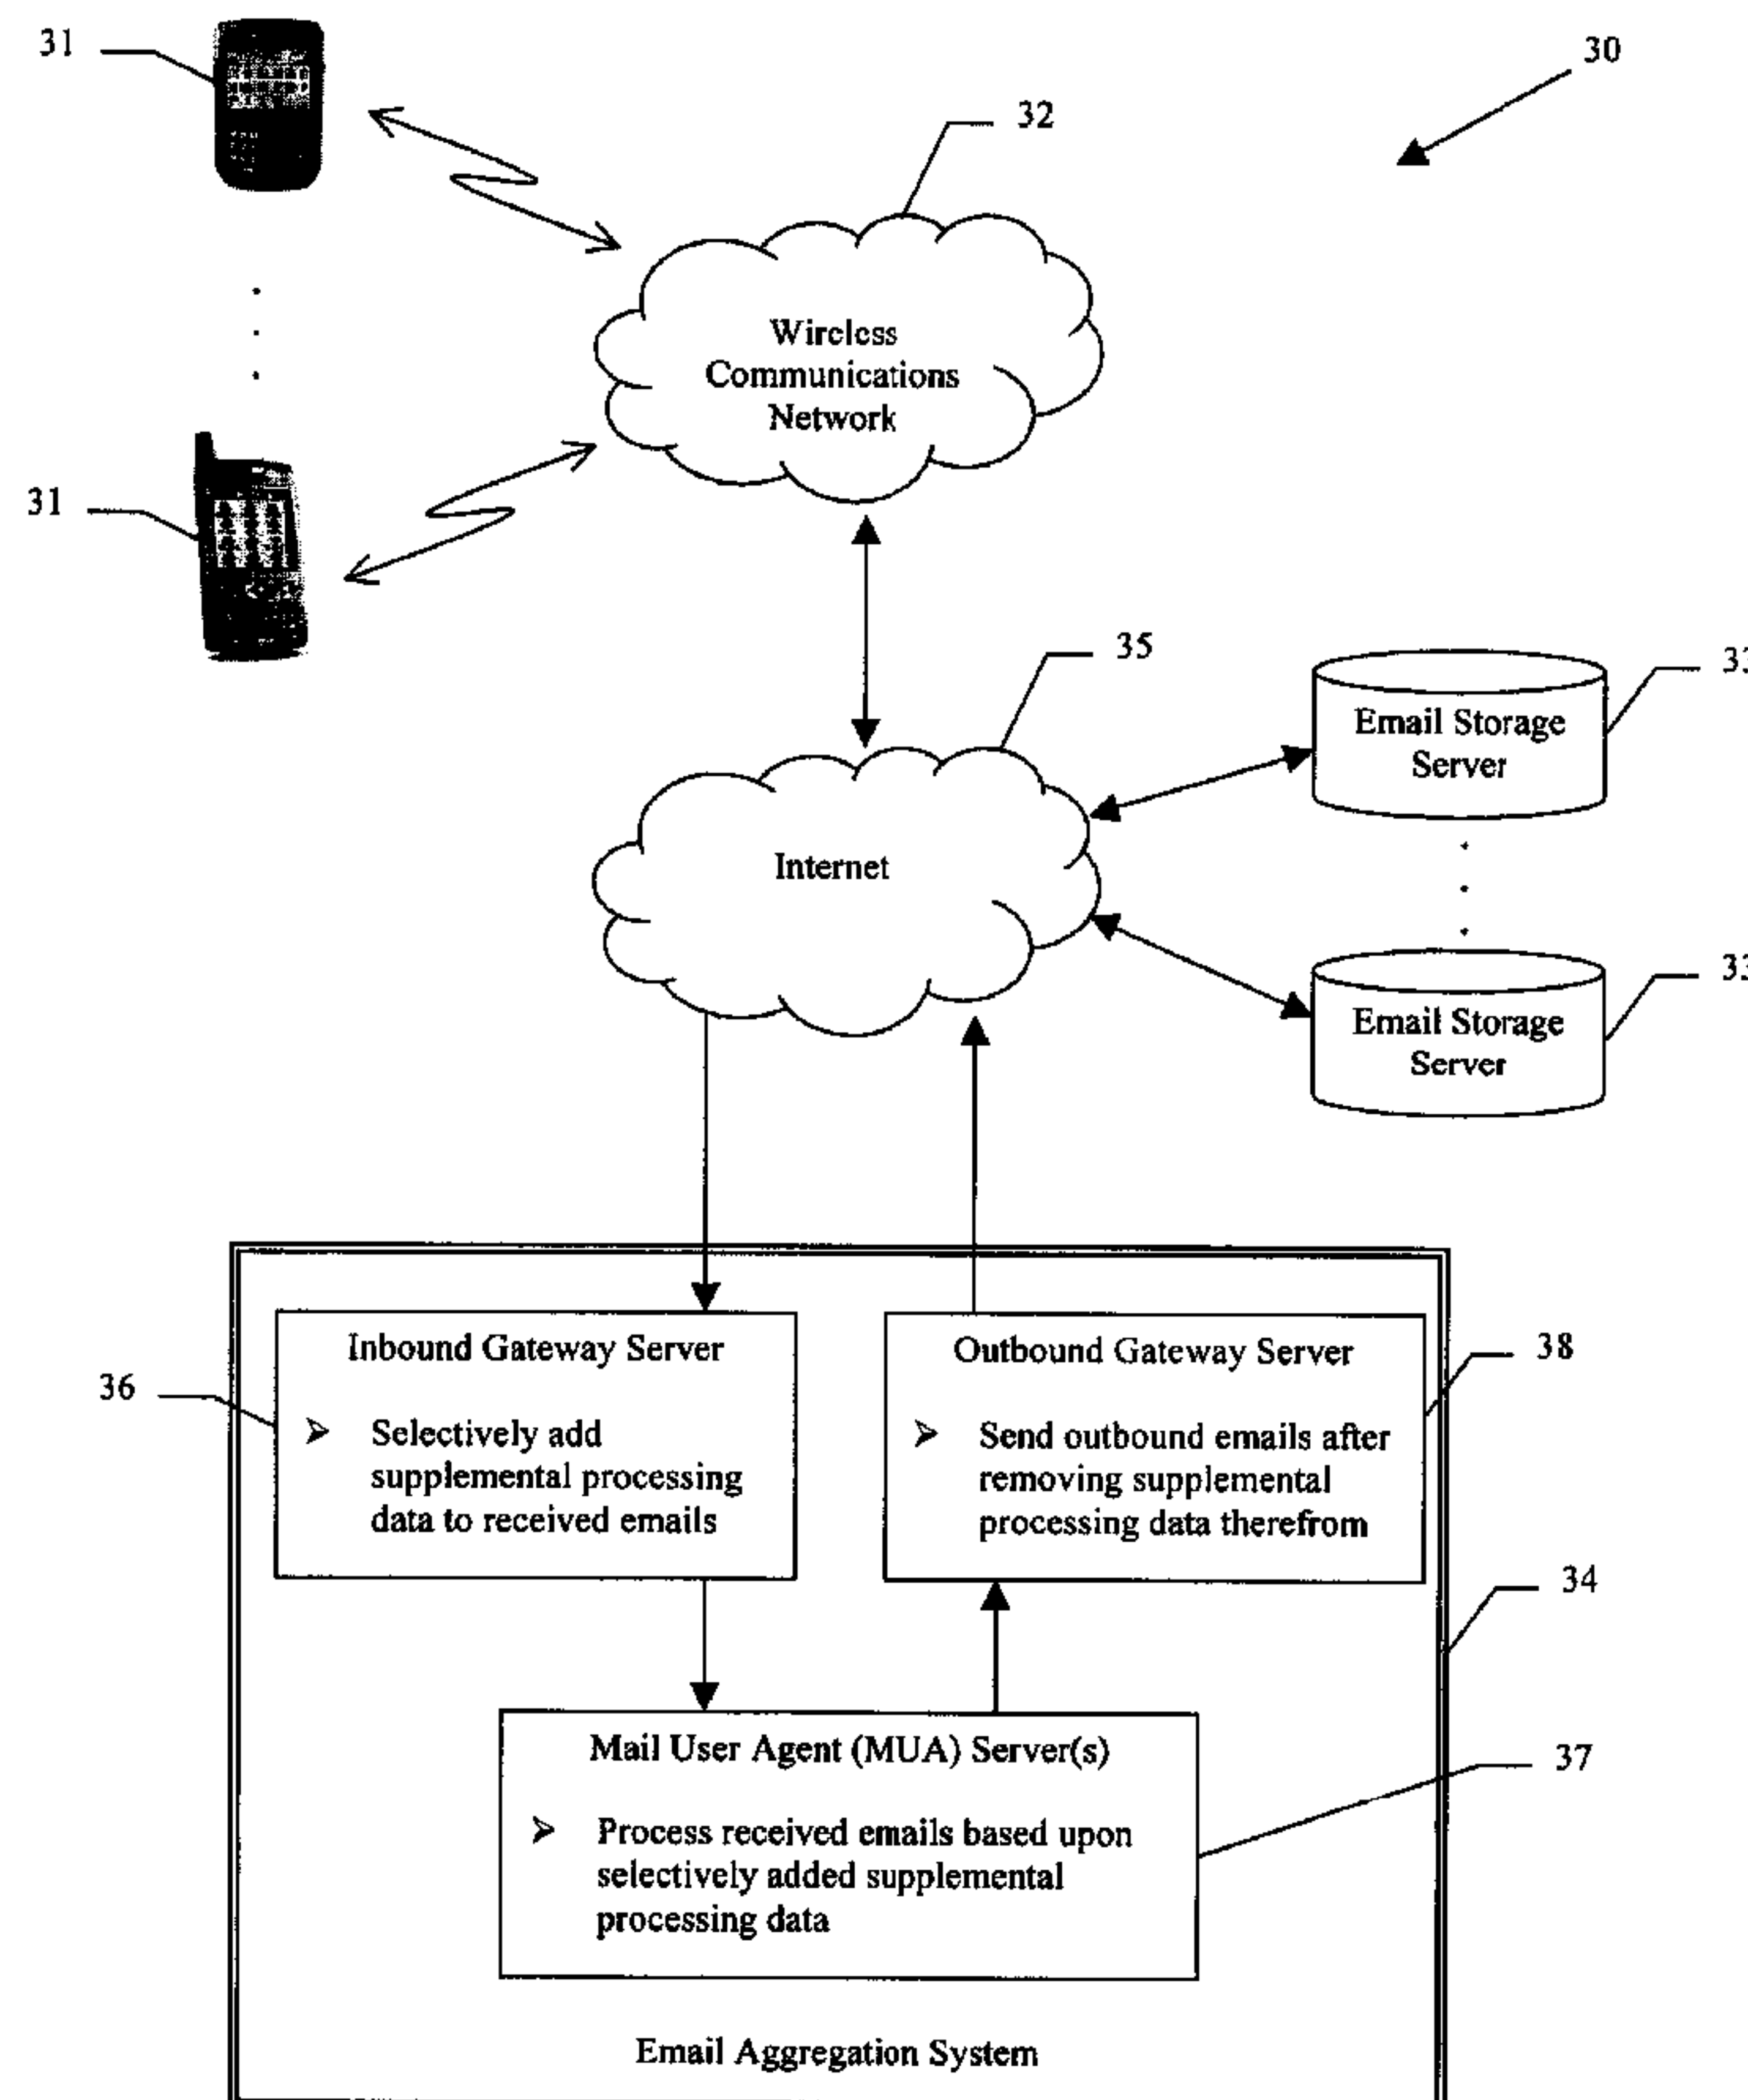 31
30
32
Wireless
Communications
Network
31
35
33
Email Storage
Server
Internet
33
Email Storage
Server
Inbound Gateway Server
Outbound Gateway Server
38
36
➢ Selectively add
supplemental processing
data to received emails
➢ Send outbound emails after
removing supplemental
processing data therefrom
34
Mail User Agent (MUA) Server(s)
37
➢ Process received emails based upon
selectively added supplemental
processing data
Email Aggregation System